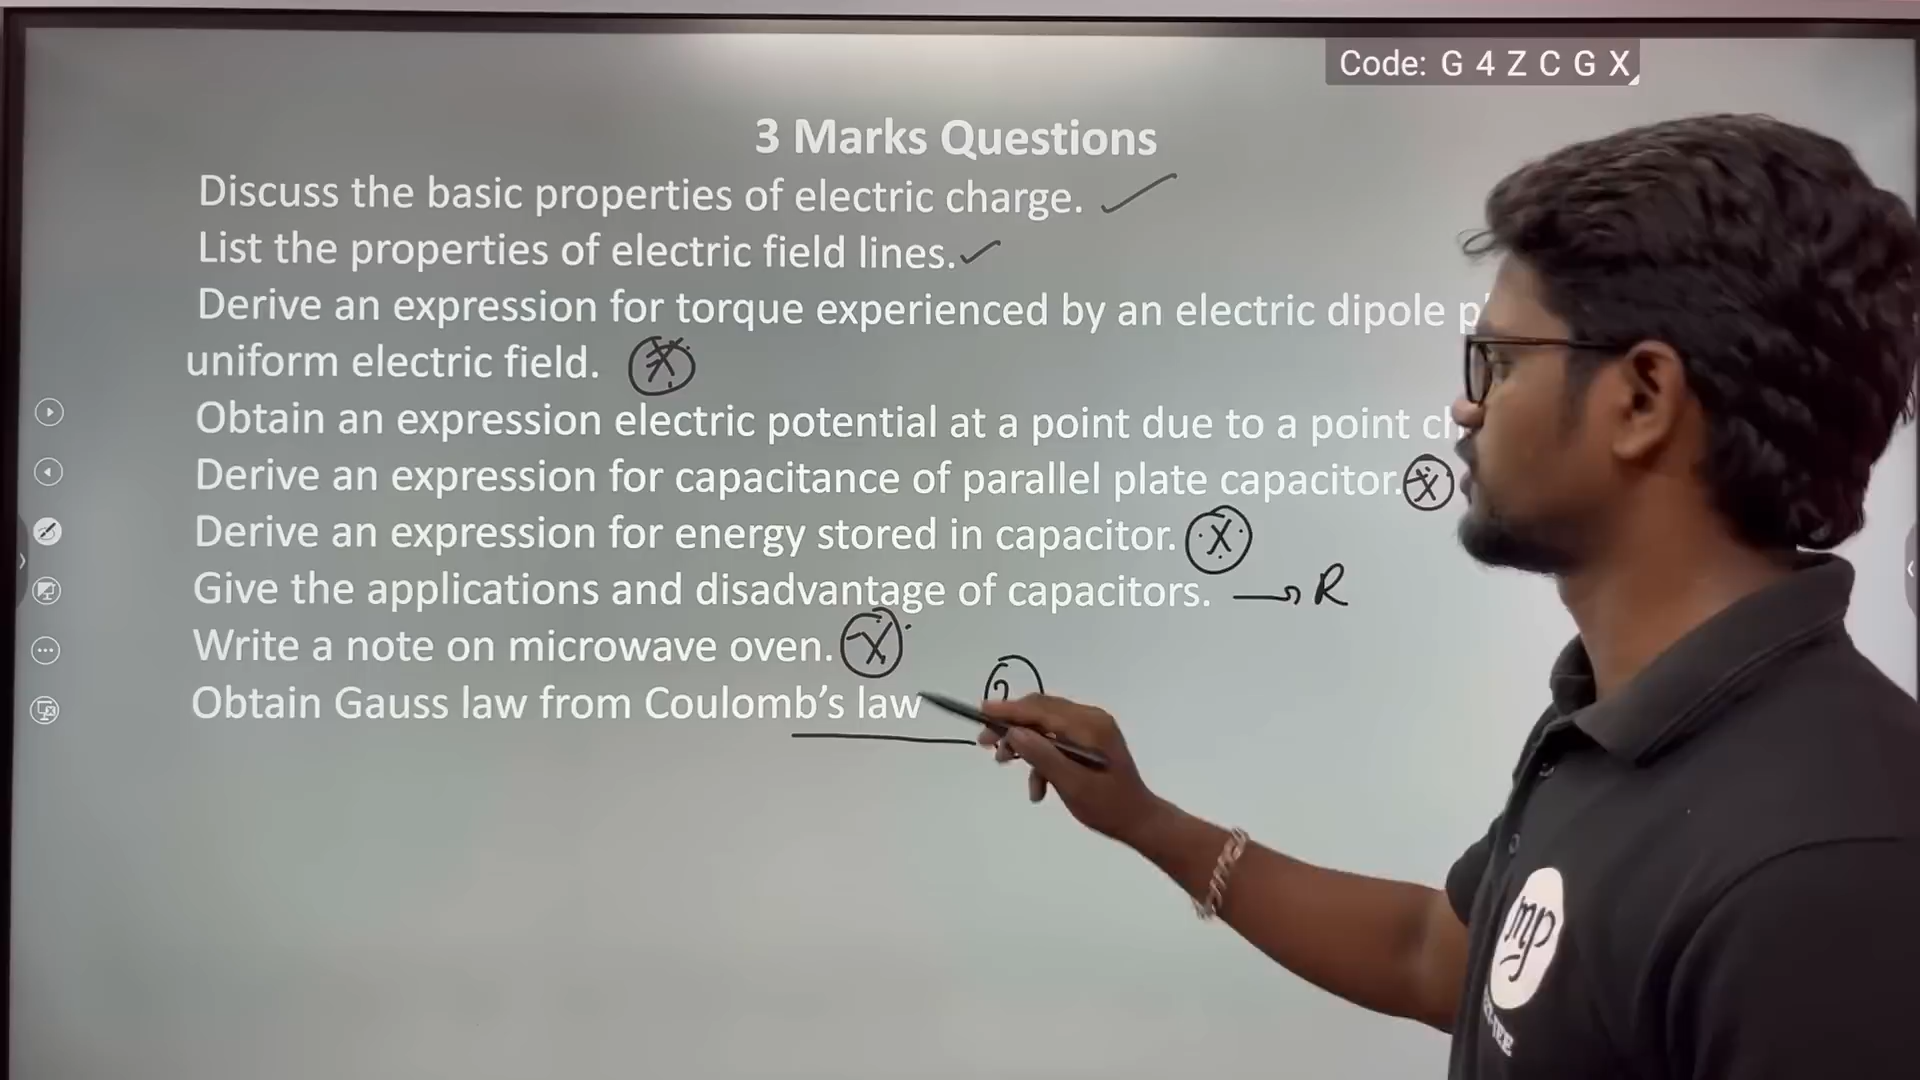 Code: G 4 Z C G X
3 Marks Questions
Discuss the basic properties of electric charge.
List the properties of electric field lines.
Derive an expression for torque experienced by an electric dipole
uniform electric field.
Obtain an expression electric potential at a point due to a point
Derive an expression for capacitance of parallel plate capacitor.
Derive an expression for energy stored in capacitor.
Give the applications and disadvantage of capacitors. → R
Write a note on microwave oven.
Obtain Gauss law from Coulomb’s law
mp